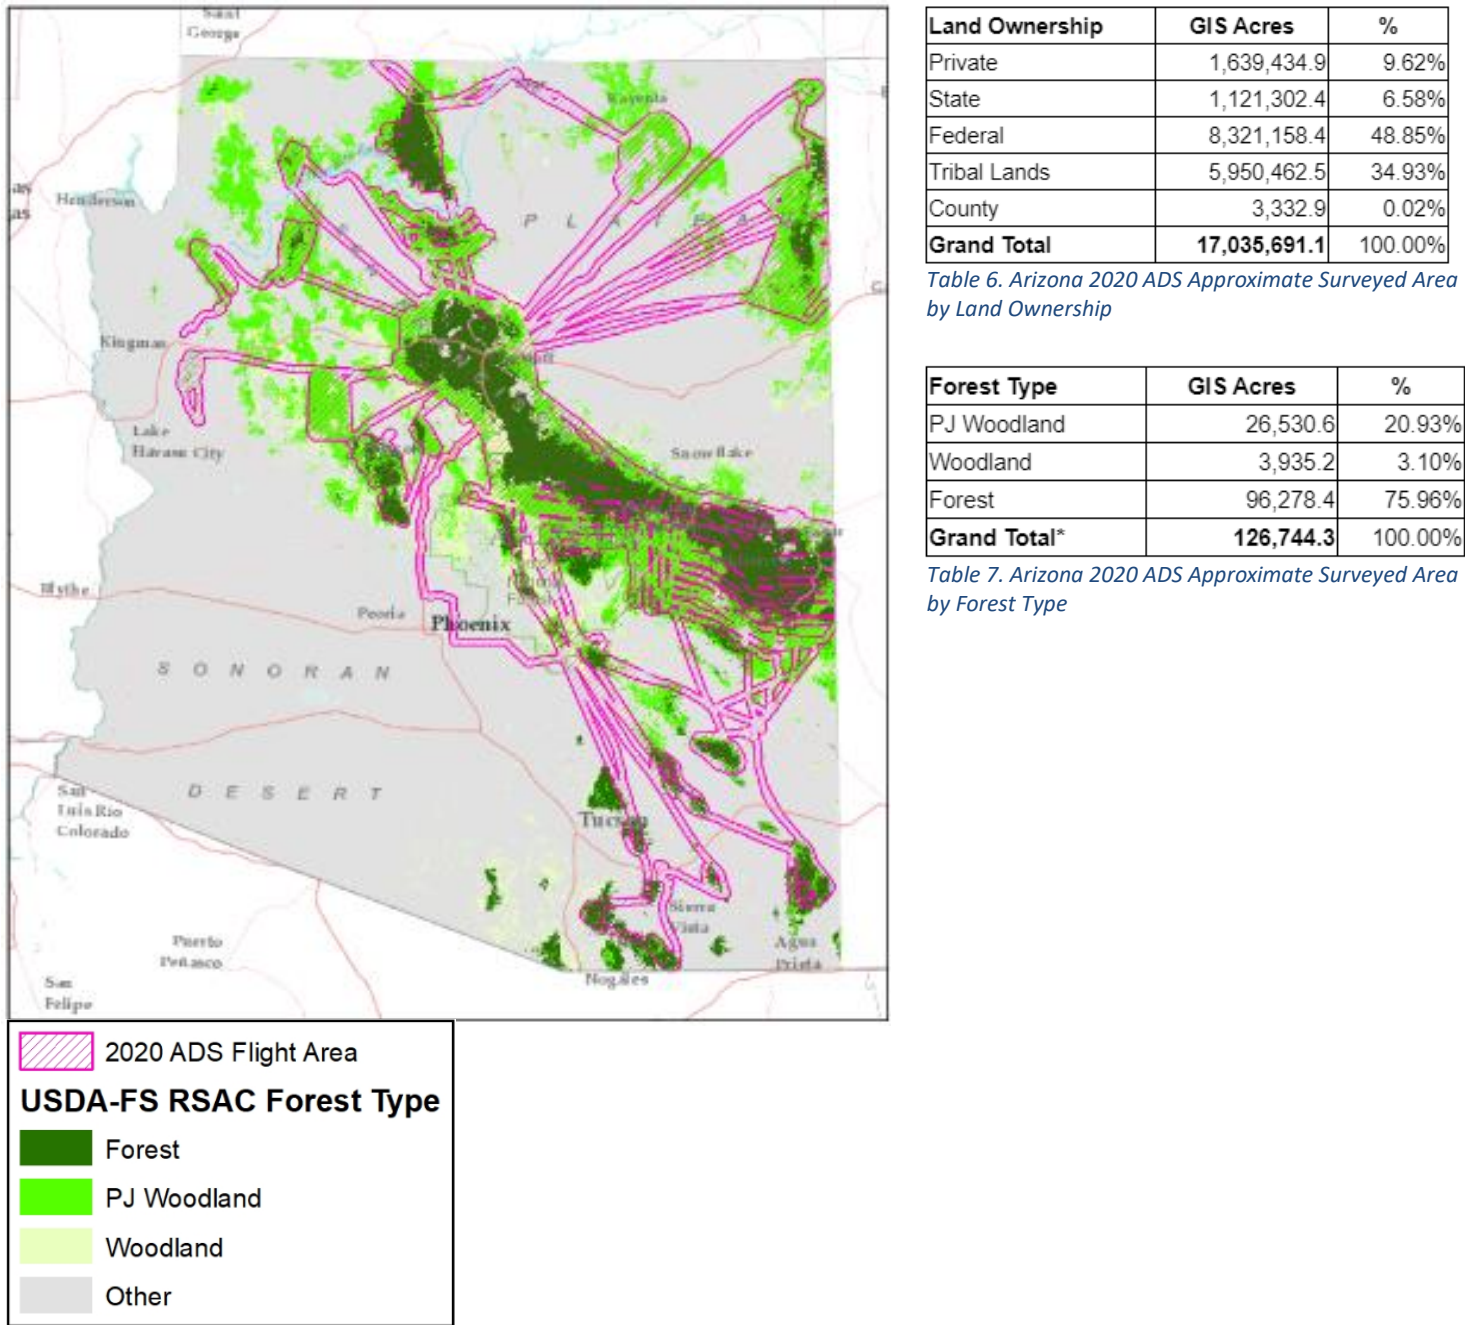 Saint
George
Kayenta
Henderson
as
as
P L A T E A U
Kingman
Lake
Havasu City
Snowflake
Blythe
Peoria
Phoenix
S O N O R A N
D E S E R T
San
Luis Rio
Colorado
Tucson
Sierra
Vista
Puerto
Peñasco
Agua
Prieta
Nogales
San
Felipe
2020 ADS Flight Area
USDA-FS RSAC Forest Type
Forest
PJ Woodland
Woodland
Other
Land Ownership GIS Acres %
Private 1,639,434.9 9.62%
State 1,121,302.4 6.58%
Federal 8,321,158.4 48.85%
Tribal Lands 5,950,462.5 34.93%
County 3,332.9 0.02%
Grand Total 17,035,691.1 100.00%
Table 6. Arizona 2020 ADS Approximate Surveyed Area
by Land Ownership
Forest Type GIS Acres %
PJ Woodland 26,530.6 20.93%
Woodland 3,935.2 3.10%
Forest 96,278.4 75.96%
Grand Total* 126,744.3 100.00%
Table 7. Arizona 2020 ADS Approximate Surveyed Area
by Forest Type